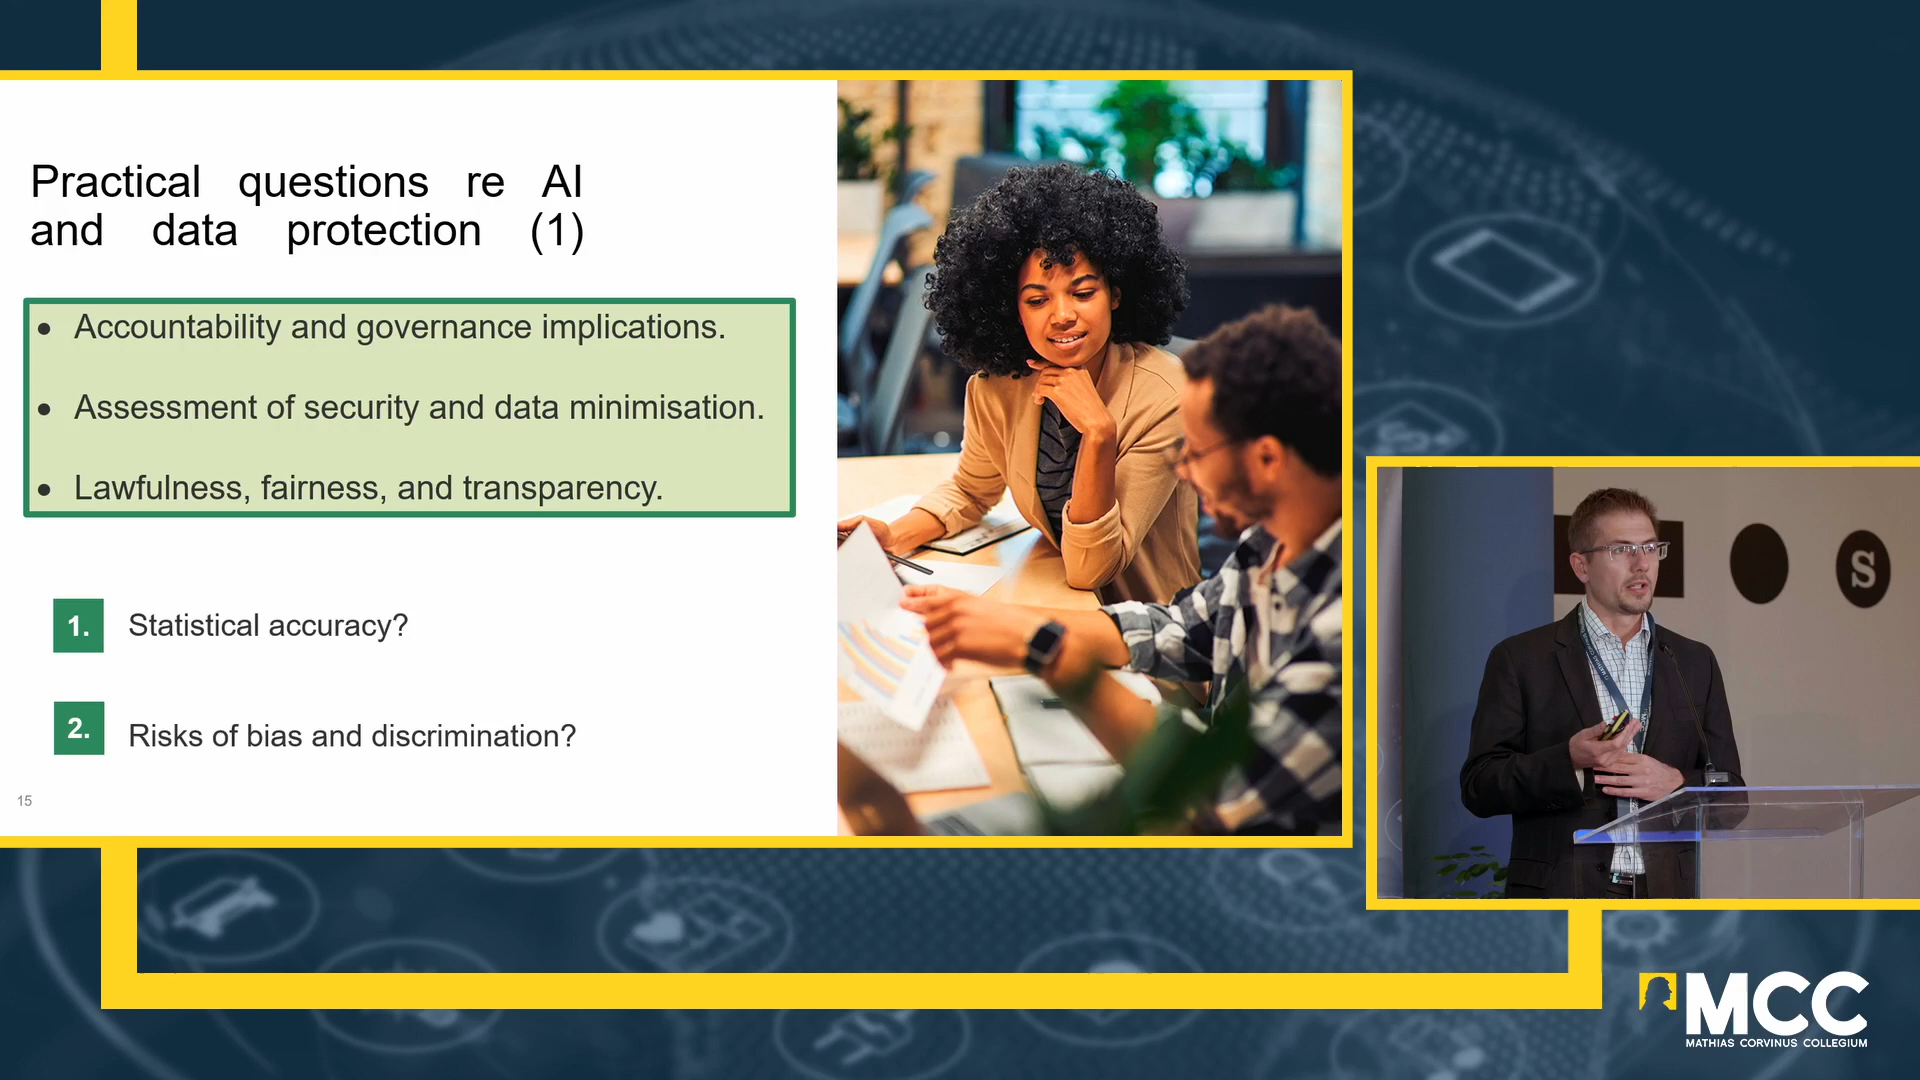 Practical questions re AI
and data protection (1)
• Accountability and governance implications.
• Assessment of security and data minimisation.
• Lawfulness, fairness, and transparency.
1. Statistical accuracy?
2. Risks of bias and discrimination?
15
S
MCC
MATHIAS CORVINUS COLLEGIUM